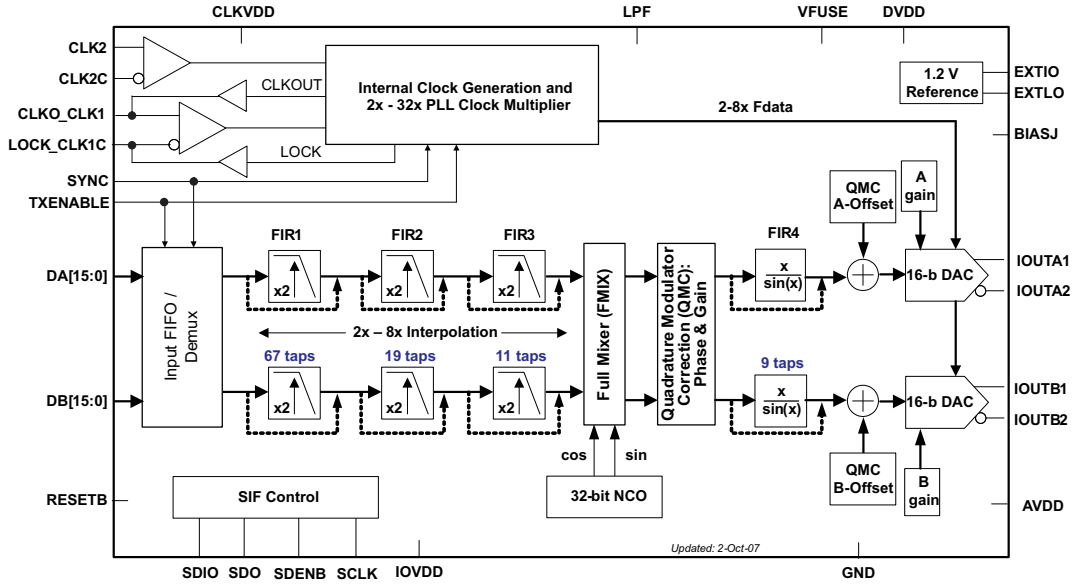 CLKVDD
LPF
VFUSE
DVDD
CLK2
CLK2C
CLKO_CLK1
LOCK_CLK1C
SYNC
TXENABLE
CLKOUT
LOCK
Internal Clock Generation and
2x - 32x PLL Clock Multiplier
2-8x Fdata
1.2 V
Reference
EXTIO
EXTLO
BIASJ
QMC
A-Offset
A
gain
FIR1
FIR2
FIR3
FIR4
DA[15:0]
x2
x2
x2
x
sin(x)
16-b DAC
IOUTA1
IOUTA2
Input FIFO /
Demux
2x – 8x Interpolation
Full Mixer (FMIX)
Quadrature Modulator
Correction (QMC):
Phase & Gain
67 taps
19 taps
11 taps
9 taps
DB[15:0]
x2
x2
x2
x
sin(x)
16-b DAC
IOUTB1
IOUTB2
cos
sin
QMC
B-Offset
B
gain
RESETB
SIF Control
32-bit NCO
AVDD
Updated: 2-Oct-07
SDIO
SDO
SDENB
SCLK
IOVDD
GND